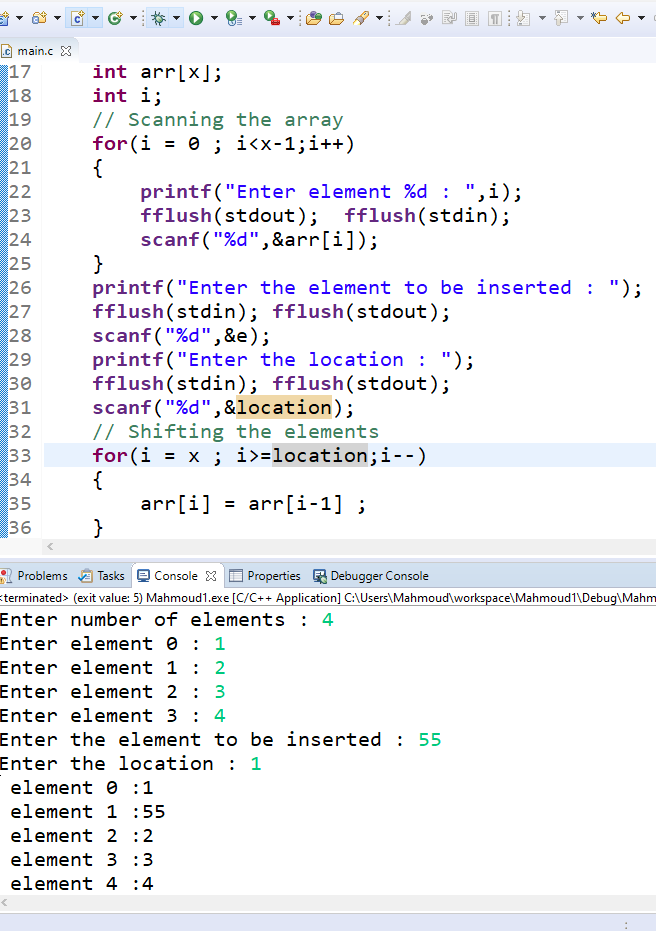 main.c
17 int arr[x];
18 int i;
19 // Scanning the array
20 for(i = 0 ; i<x-1;i++)
21 {
22 printf("Enter element %d : ",i);
23 fflush(stdout);  fflush(stdin);
24 scanf("%d",&arr[i]);
25 }
26 printf("Enter the element to be inserted : ");
27 fflush(stdin); fflush(stdout);
28 scanf("%d",&e);
29 printf("Enter the location : ");
30 fflush(stdin); fflush(stdout);
31 scanf("%d",&location);
32 // Shifting the elements
33 for(i = x ; i>=location;i--)
34 {
35 arr[i] = arr[i-1] ;
36 }
Problems Tasks Console Properties Debugger Console
<terminated> (exit value: 5) Mahmoud1.exe [C/C++ Application] C:\Users\Mahmoud\workspace\Mahmoud1\Debug\Mahm
Enter number of elements : 4
Enter element 0 : 1
Enter element 1 : 2
Enter element 2 : 3
Enter element 3 : 4
Enter the element to be inserted : 55
Enter the location : 1
element 0 :1
element 1 :55
element 2 :2
element 3 :3
element 4 :4